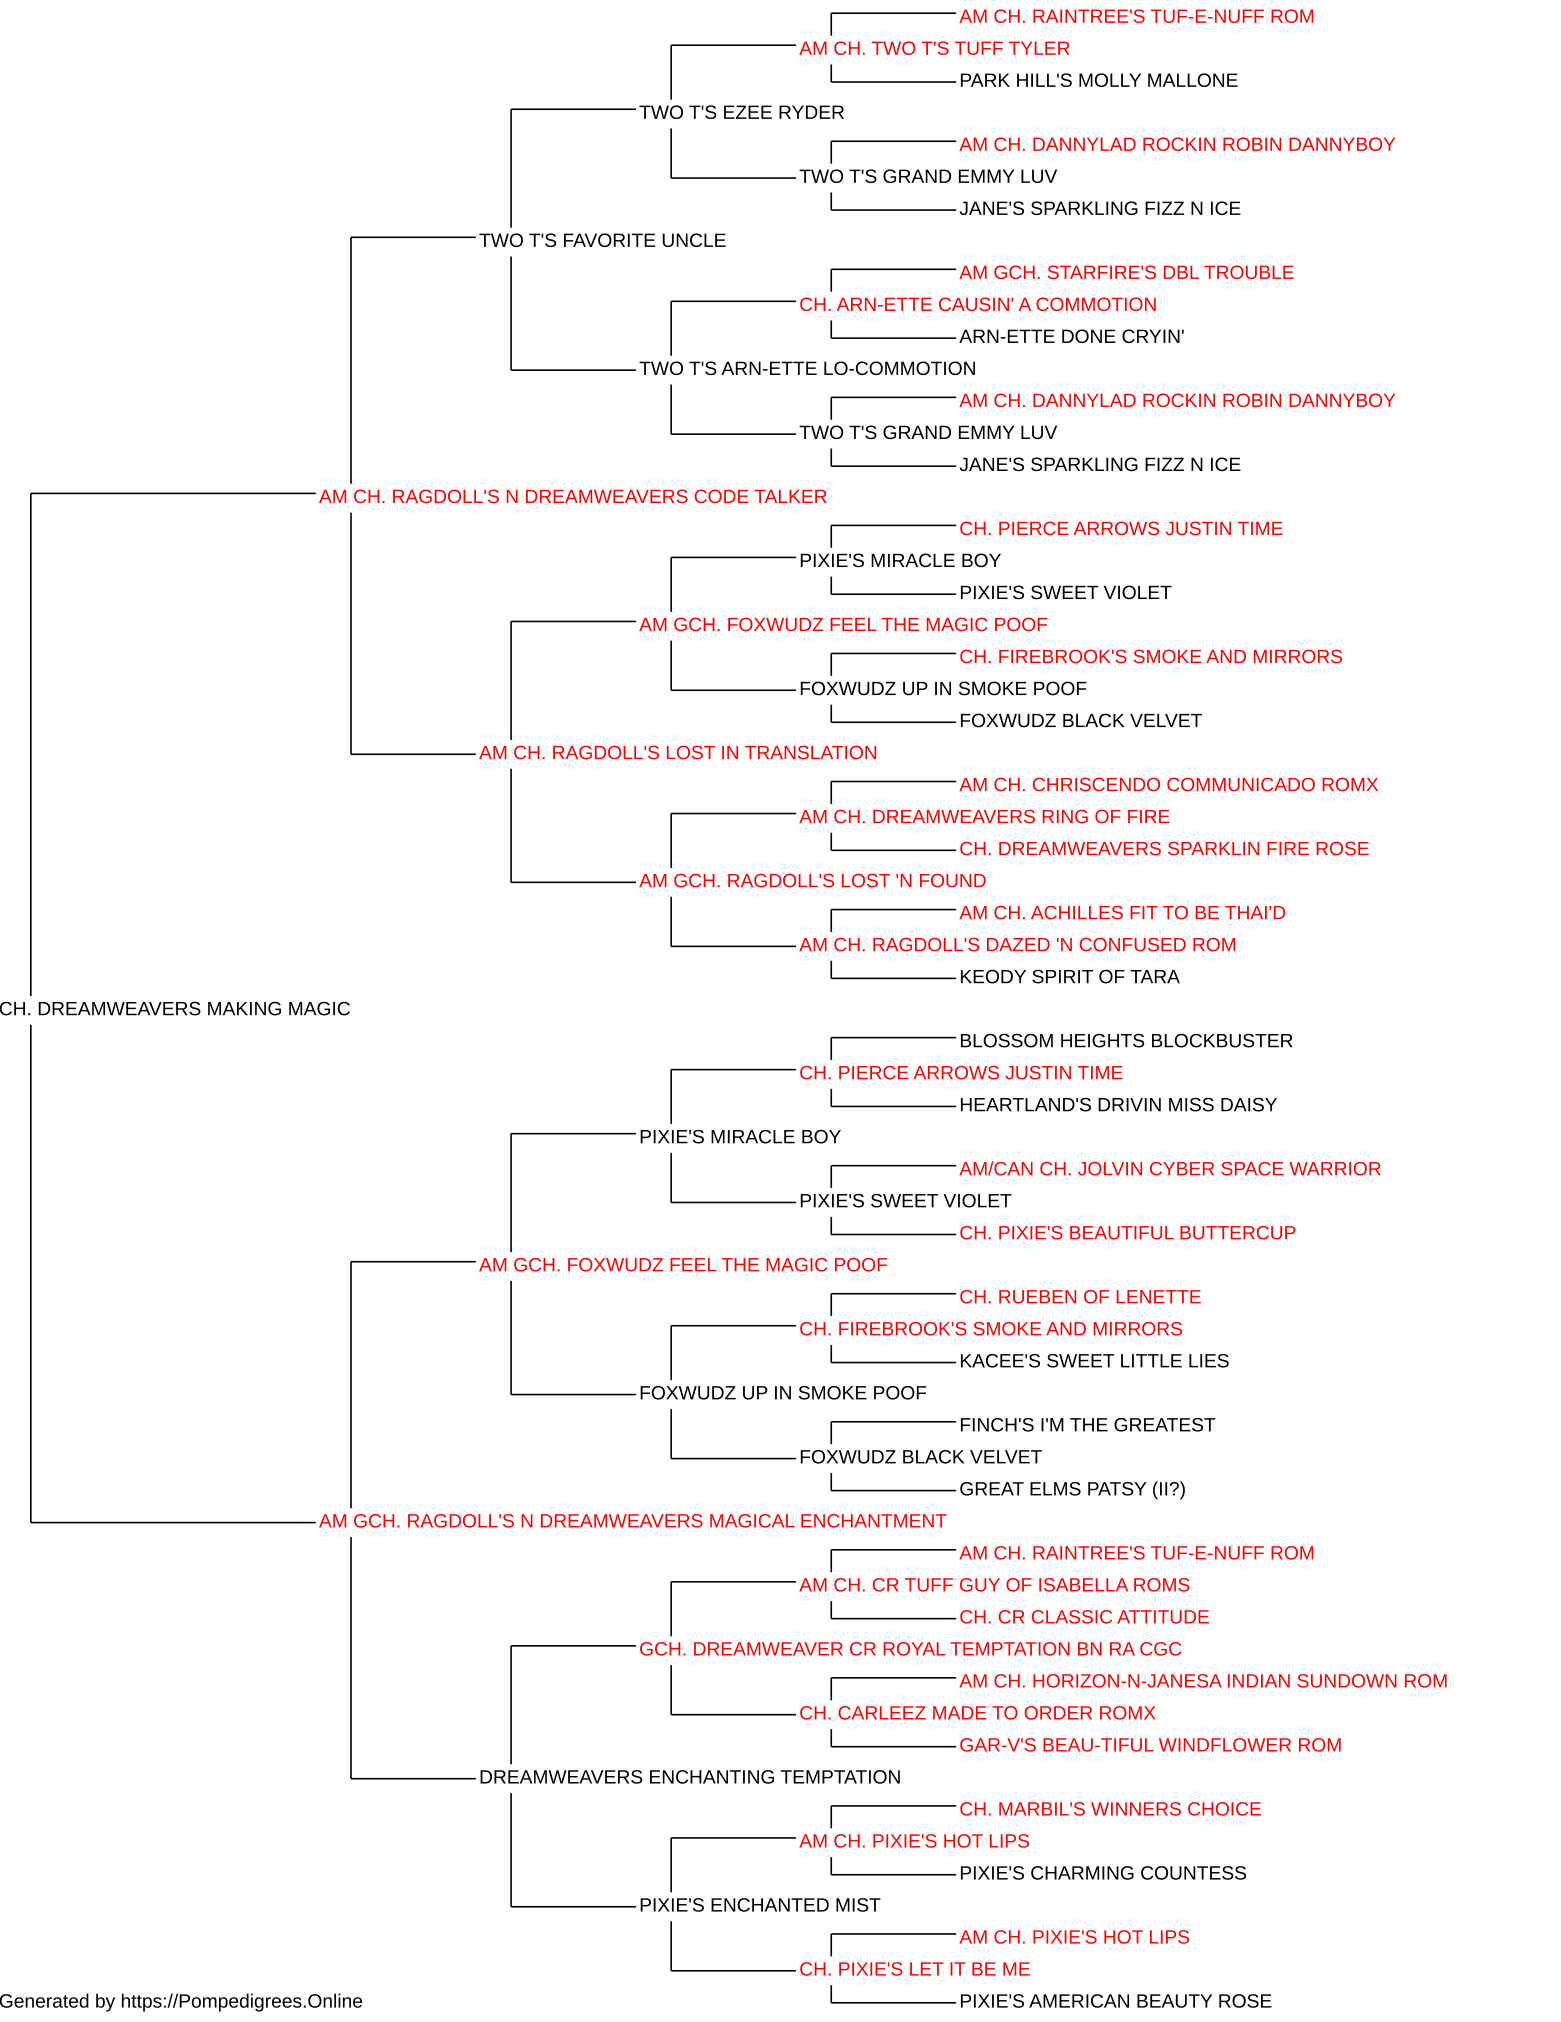 AM CH. RAINTREE'S TUF-E-NUFF ROM
AM CH. TWO T'S TUFF TYLER
PARK HILL'S MOLLY MALLONE
TWO T'S EZEE RYDER
AM CH. DANNYLAD ROCKIN ROBIN DANNYBOY
TWO T'S GRAND EMMY LUV
JANE'S SPARKLING FIZZ N ICE
TWO T'S FAVORITE UNCLE
AM GCH. STARFIRE'S DBL TROUBLE
CH. ARN-ETTE CAUSIN' A COMMOTION
ARN-ETTE DONE CRYIN'
TWO T'S ARN-ETTE LO-COMMOTION
AM CH. DANNYLAD ROCKIN ROBIN DANNYBOY
TWO T'S GRAND EMMY LUV
JANE'S SPARKLING FIZZ N ICE
AM CH. RAGDOLL'S N DREAMWEAVERS CODE TALKER
CH. PIERCE ARROWS JUSTIN TIME
PIXIE'S MIRACLE BOY
PIXIE'S SWEET VIOLET
AM GCH. FOXWUDZ FEEL THE MAGIC POOF
CH. FIREBROOK'S SMOKE AND MIRRORS
FOXWUDZ UP IN SMOKE POOF
FOXWUDZ BLACK VELVET
AM CH. RAGDOLL'S LOST IN TRANSLATION
AM CH. CHRISCENDO COMMUNICADO ROMX
AM CH. DREAMWEAVERS RING OF FIRE
CH. DREAMWEAVERS SPARKLIN FIRE ROSE
AM GCH. RAGDOLL'S LOST 'N FOUND
AM CH. ACHILLES FIT TO BE THAI'D
AM CH. RAGDOLL'S DAZED 'N CONFUSED ROM
KEODY SPIRIT OF TARA
CH. DREAMWEAVERS MAKING MAGIC
BLOSSOM HEIGHTS BLOCKBUSTER
CH. PIERCE ARROWS JUSTIN TIME
HEARTLAND'S DRIVIN MISS DAISY
PIXIE'S MIRACLE BOY
AM/CAN CH. JOLVIN CYBER SPACE WARRIOR
PIXIE'S SWEET VIOLET
CH. PIXIE'S BEAUTIFUL BUTTERCUP
AM GCH. FOXWUDZ FEEL THE MAGIC POOF
CH. RUEBEN OF LENETTE
CH. FIREBROOK'S SMOKE AND MIRRORS
KACEE'S SWEET LITTLE LIES
FOXWUDZ UP IN SMOKE POOF
FINCH'S I'M THE GREATEST
FOXWUDZ BLACK VELVET
GREAT ELMS PATSY (II?)
AM GCH. RAGDOLL'S N DREAMWEAVERS MAGICAL ENCHANTMENT
AM CH. RAINTREE'S TUF-E-NUFF ROM
AM CH. CR TUFF GUY OF ISABELLA ROMS
CH. CR CLASSIC ATTITUDE
GCH. DREAMWEAVER CR ROYAL TEMPTATION BN RA CGC
AM CH. HORIZON-N-JANESA INDIAN SUNDOWN ROM
CH. CARLEEZ MADE TO ORDER ROMX
GAR-V'S BEAU-TIFUL WINDFLOWER ROM
DREAMWEAVERS ENCHANTING TEMPTATION
CH. MARBIL'S WINNERS CHOICE
AM CH. PIXIE'S HOT LIPS
PIXIE'S CHARMING COUNTESS
PIXIE'S ENCHANTED MIST
AM CH. PIXIE'S HOT LIPS
CH. PIXIE'S LET IT BE ME
PIXIE'S AMERICAN BEAUTY ROSE
Generated by https://Pompedigrees.Online